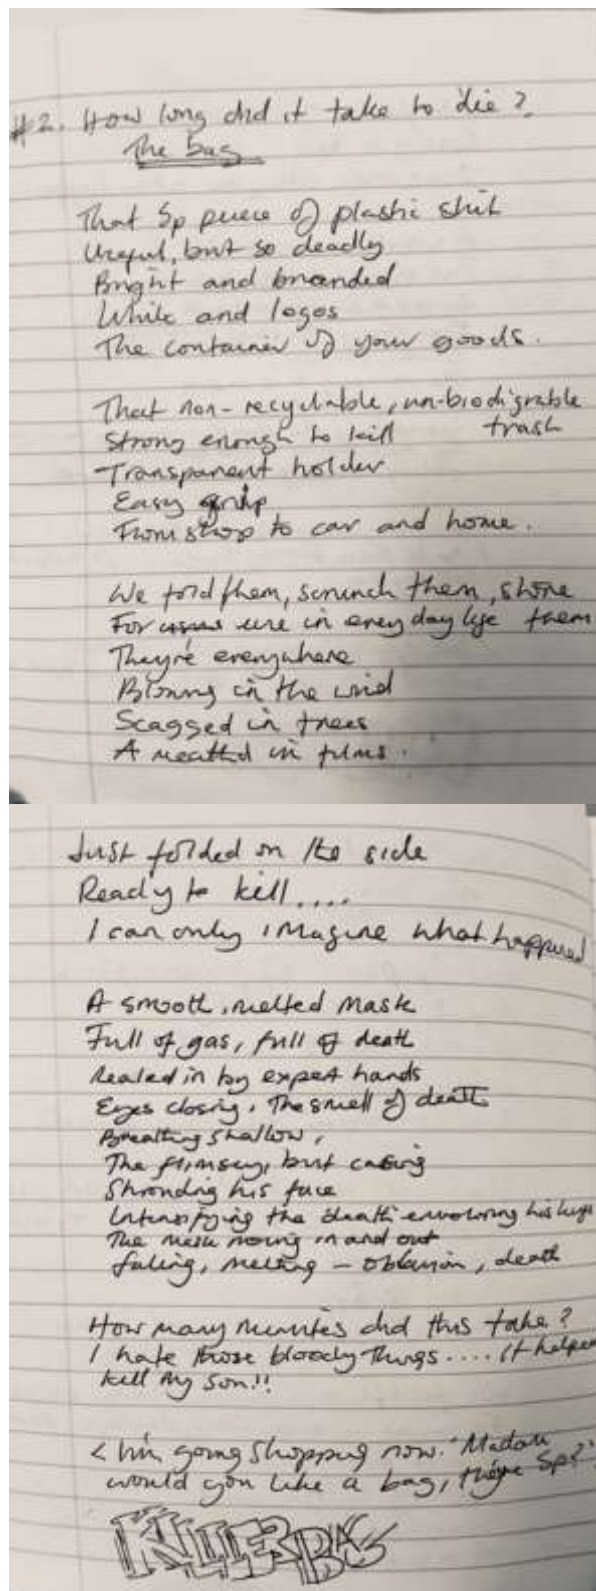 #2. How long did it take to die?
The bag
That 5p piece of plastic shit
Useful, but so deadly
Bright and branded
White and logos
The container of your goods.
That non-recyclable, un-biodigrable
trash
Strong enough to kill
Transparent holder
Easy grip
From shop to car and home.
We fold them, scrunch them, store
them
For use in every day life
They're everywhere
Blowing in the wind
Scagged in trees
A method in films.
Just folded on the side
Ready to kill....
I can only imagine what happened
A smooth, melted mask
Full of gas, full of death
Sealed in by expert hands
Eyes closing, The smell of death
Breathing shallow,
The flimsey, but
Shrouding his face
Intensifying the death his
The mask moving in and out
falling, melting - oblivion, death
How many minutes did this take?
I hate those bloody things.... it helped
kill my son!!
< I'm going shopping now. "Madam
would you like a bag, they're 5p?"
KILLER BAG